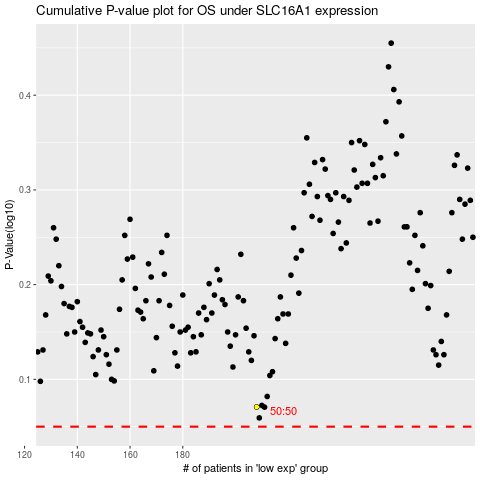 Cumulative P-value plot for OS under SLC16A1 expression
P-Value(log10)
0.4
0.3
0.2
0.1
50:50
120 140 160 180
# of patients in 'low exp' group